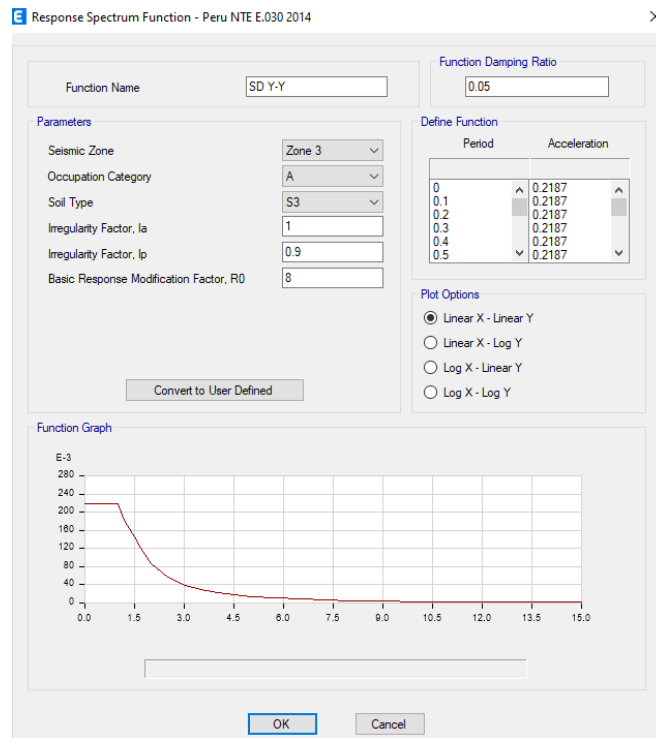 E Response Spectrum Function - Peru NTE E.030 2014
Function Name
SD Y-Y
Function Damping Ratio
0.05
Parameters
Seismic Zone
Zone 3
Occupation Category
A
Soil Type
S3
Irregularity Factor, Ia
1
Irregularity Factor, Ip
0.9
Basic Response Modification Factor, R0
8
Convert to User Defined
Define Function
Period Acceleration
0 0.2187
0.1 0.2187
0.2 0.2187
0.3 0.2187
0.4 0.2187
0.5 0.2187
Plot Options
Linear X - Linear Y
Linear X - Log Y
Log X - Linear Y
Log X - Log Y
Function Graph
E-3
280
240
200
160
120
80
40
0
0.0 1.5 3.0 4.5 6.0 7.5 9.0 10.5 12.0 13.5 15.0
OK Cancel